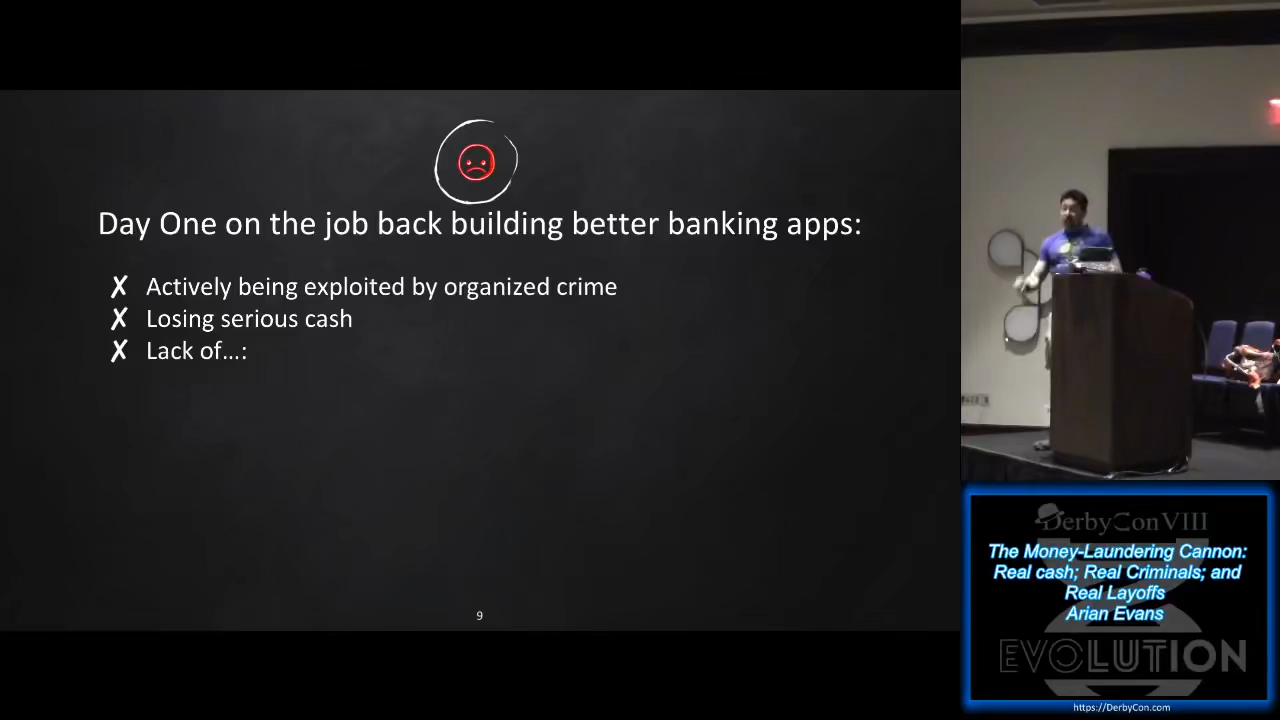 Day One on the job back building better banking apps:
✗ Actively being exploited by organized crime
✗ Losing serious cash
✗ Lack of…:
9
DerbyCon VIII
The Money-Laundering Cannon:
Real cash; Real Criminals; and
Real Layoffs
Arian Evans
EVOLUTION
https://DerbyCon.com